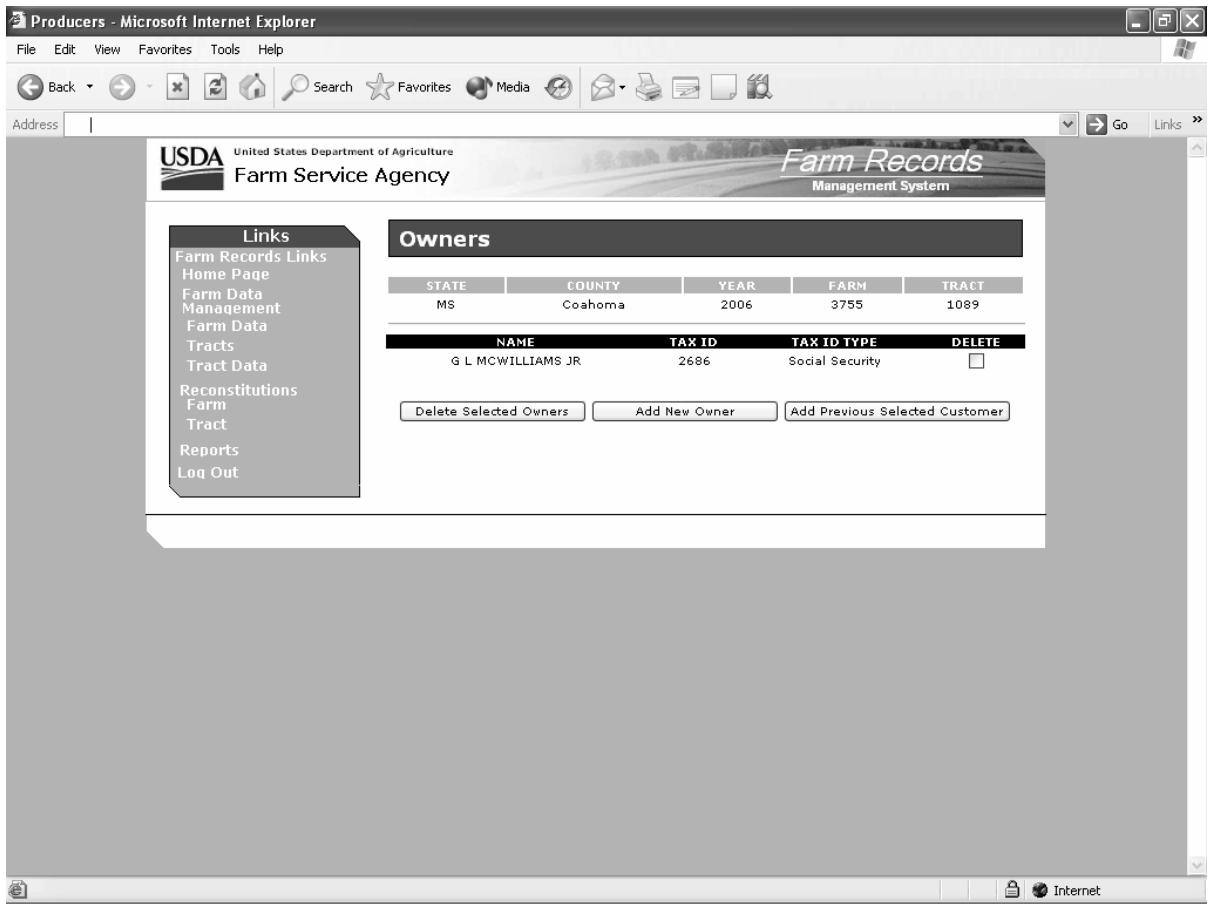 Producers - Microsoft Internet Explorer
File Edit View Favorites Tools Help
Back Search Favorites Media
Address Go Links »
USDA United States Department of Agriculture
Farm Service Agency
Farm Records
Management System
Links
Farm Records Links
Home Page
Farm Data
Management
Farm Data
Tracts
Tract Data
Reconstitutions
Farm
Tract
Reports
Log Out
Owners
STATE COUNTY YEAR FARM TRACT
MS Coahoma 2006 3755 1089
NAME TAX ID TAX ID TYPE DELETE
G L MCWILLIAMS JR 2686 Social Security
Delete Selected Owners Add New Owner Add Previous Selected Customer
Internet